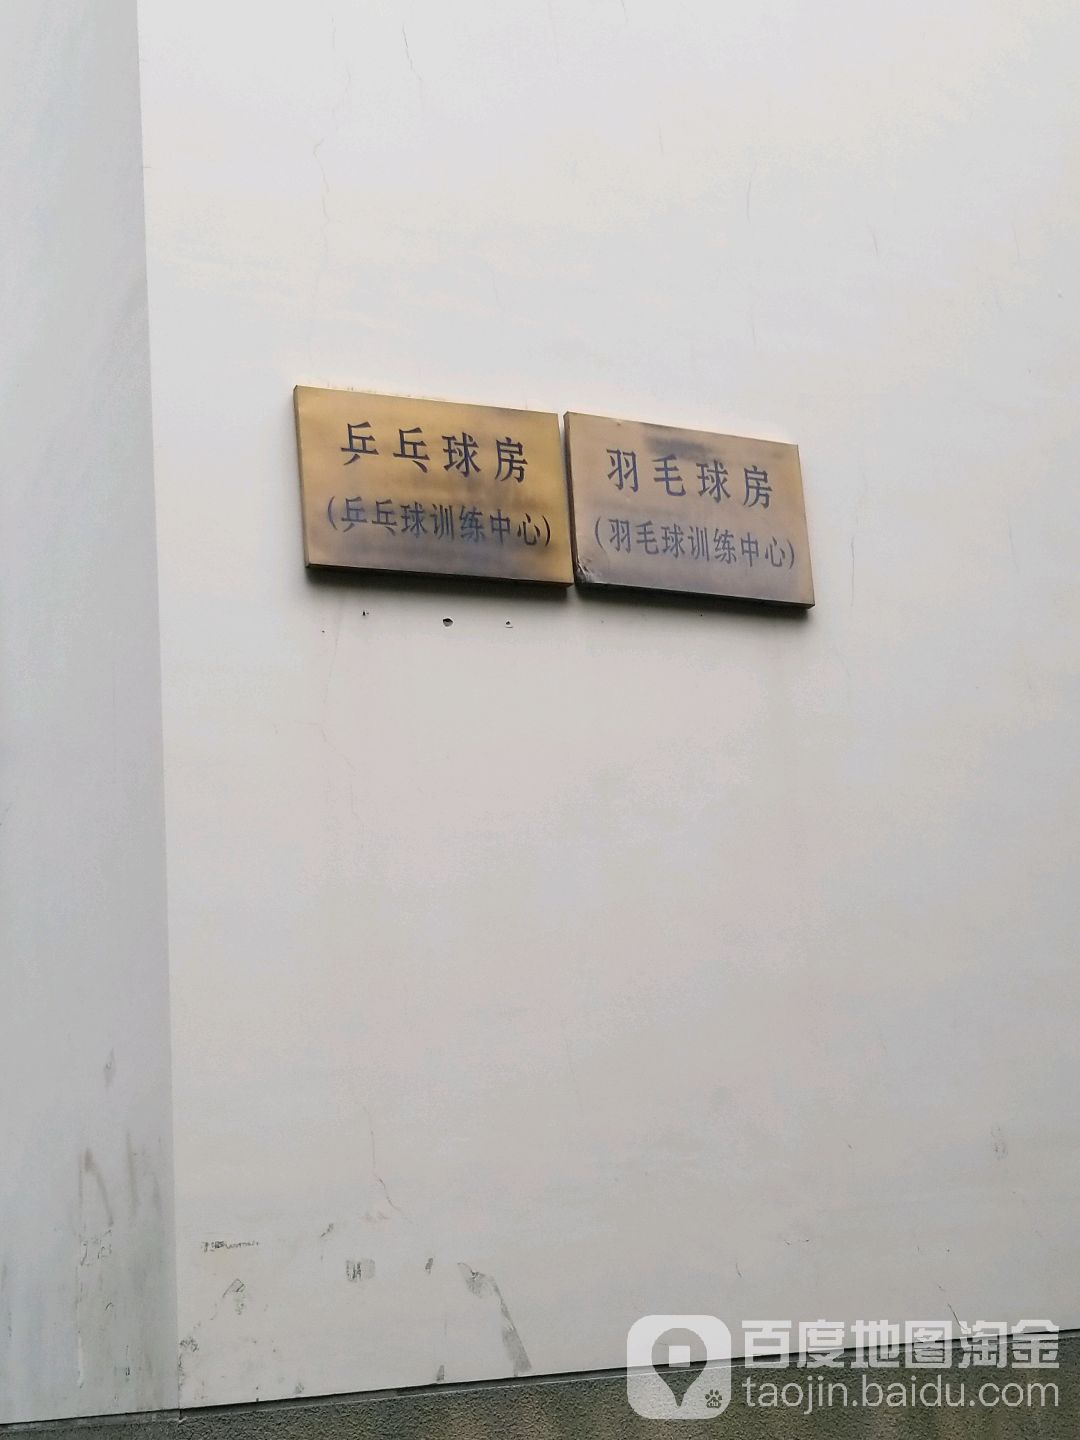 乒乓球房
(乒乓球训练中心)
羽毛球房
(羽毛球训练中心)
百度地图淘金
taojin.baidu.com